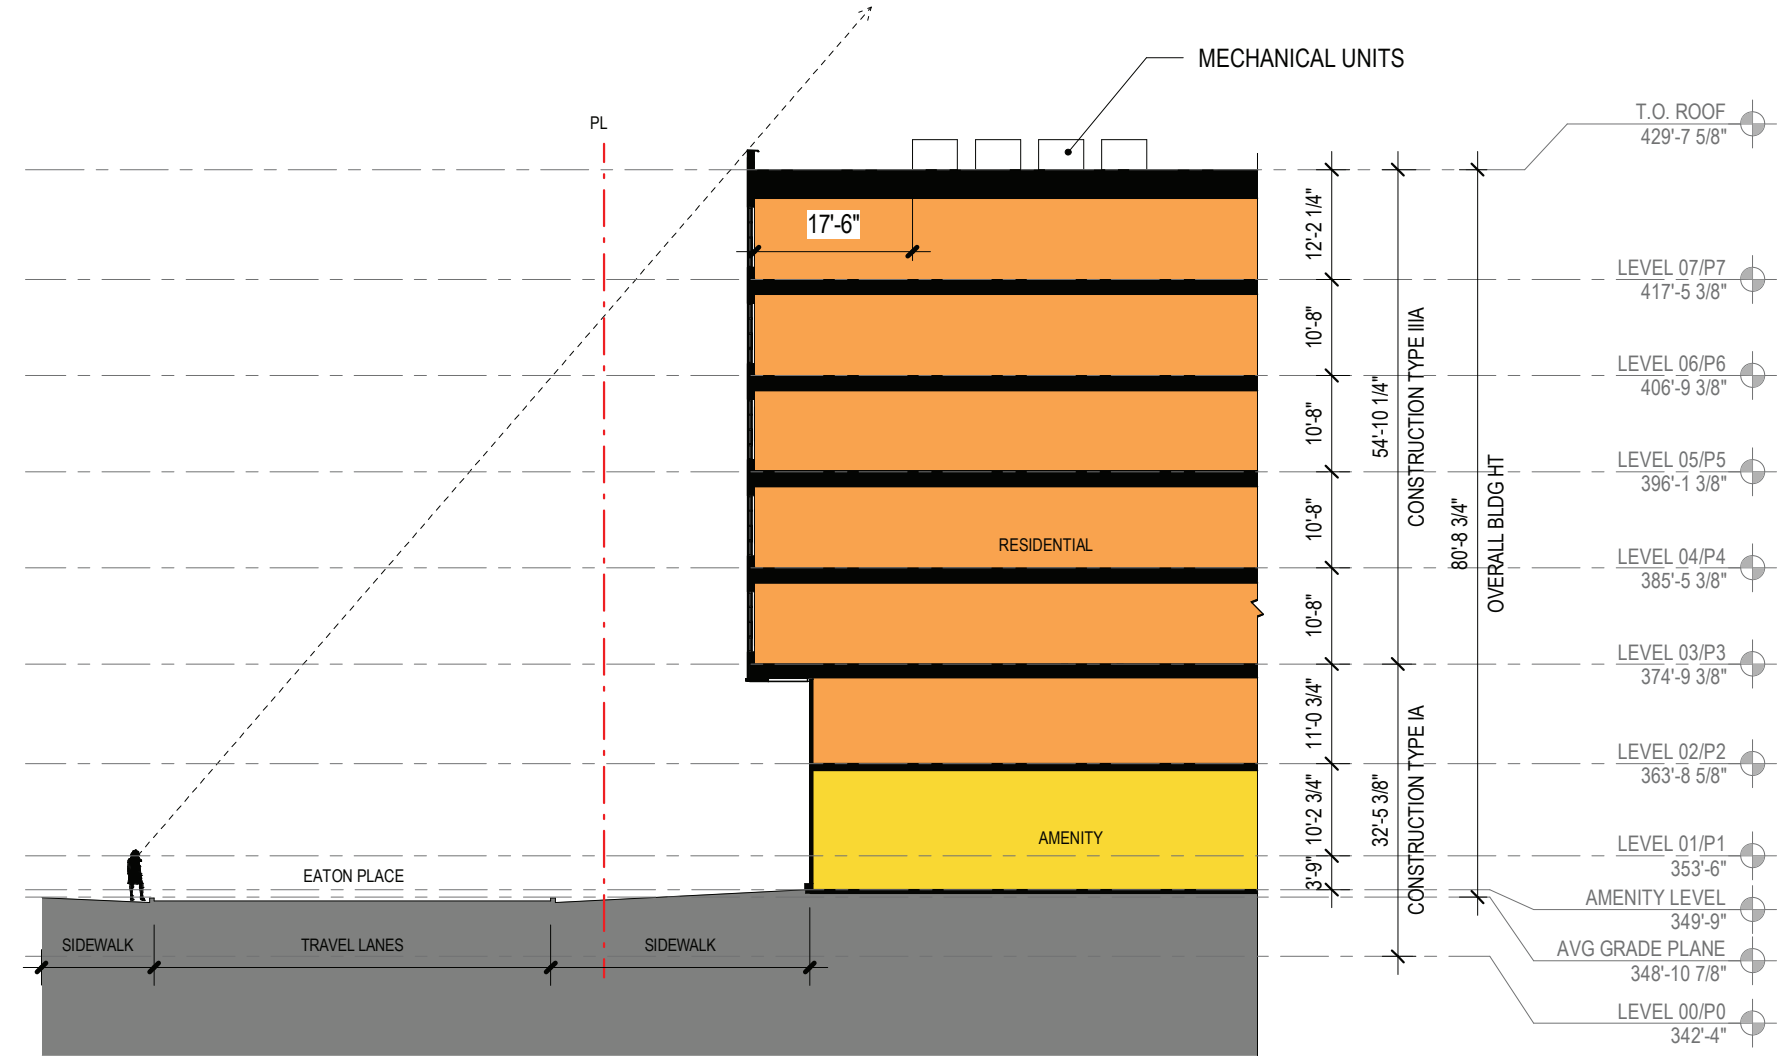 MECHANICAL UNITS
PL
T.O. ROOF
429'-7 5/8"
17'-6"
12'-2 1/4"
LEVEL 07/P7
417'-5 3/8"
10'-8"
CONSTRUCTION TYPE IIIA
54'-10 1/4"
LEVEL 06/P6
406'-9 3/8"
10'-8"
LEVEL 05/P5
396'-1 3/8"
10'-8"
80'-8 3/4"
OVERALL BLDG HT
RESIDENTIAL
LEVEL 04/P4
385'-5 3/8"
10'-8"
LEVEL 03/P3
374'-9 3/8"
11'-0 3/4"
LEVEL 02/P2
363'-8 5/8"
10'-2 3/4"
32'-5 3/8"
CONSTRUCTION TYPE IA
AMENITY
LEVEL 01/P1
353'-6"
3'-9"
EATON PLACE
AMENITY LEVEL
349'-9"
SIDEWALK
TRAVEL LANES
SIDEWALK
AVG GRADE PLANE
348'-10 7/8"
LEVEL 00/P0
342'-4"